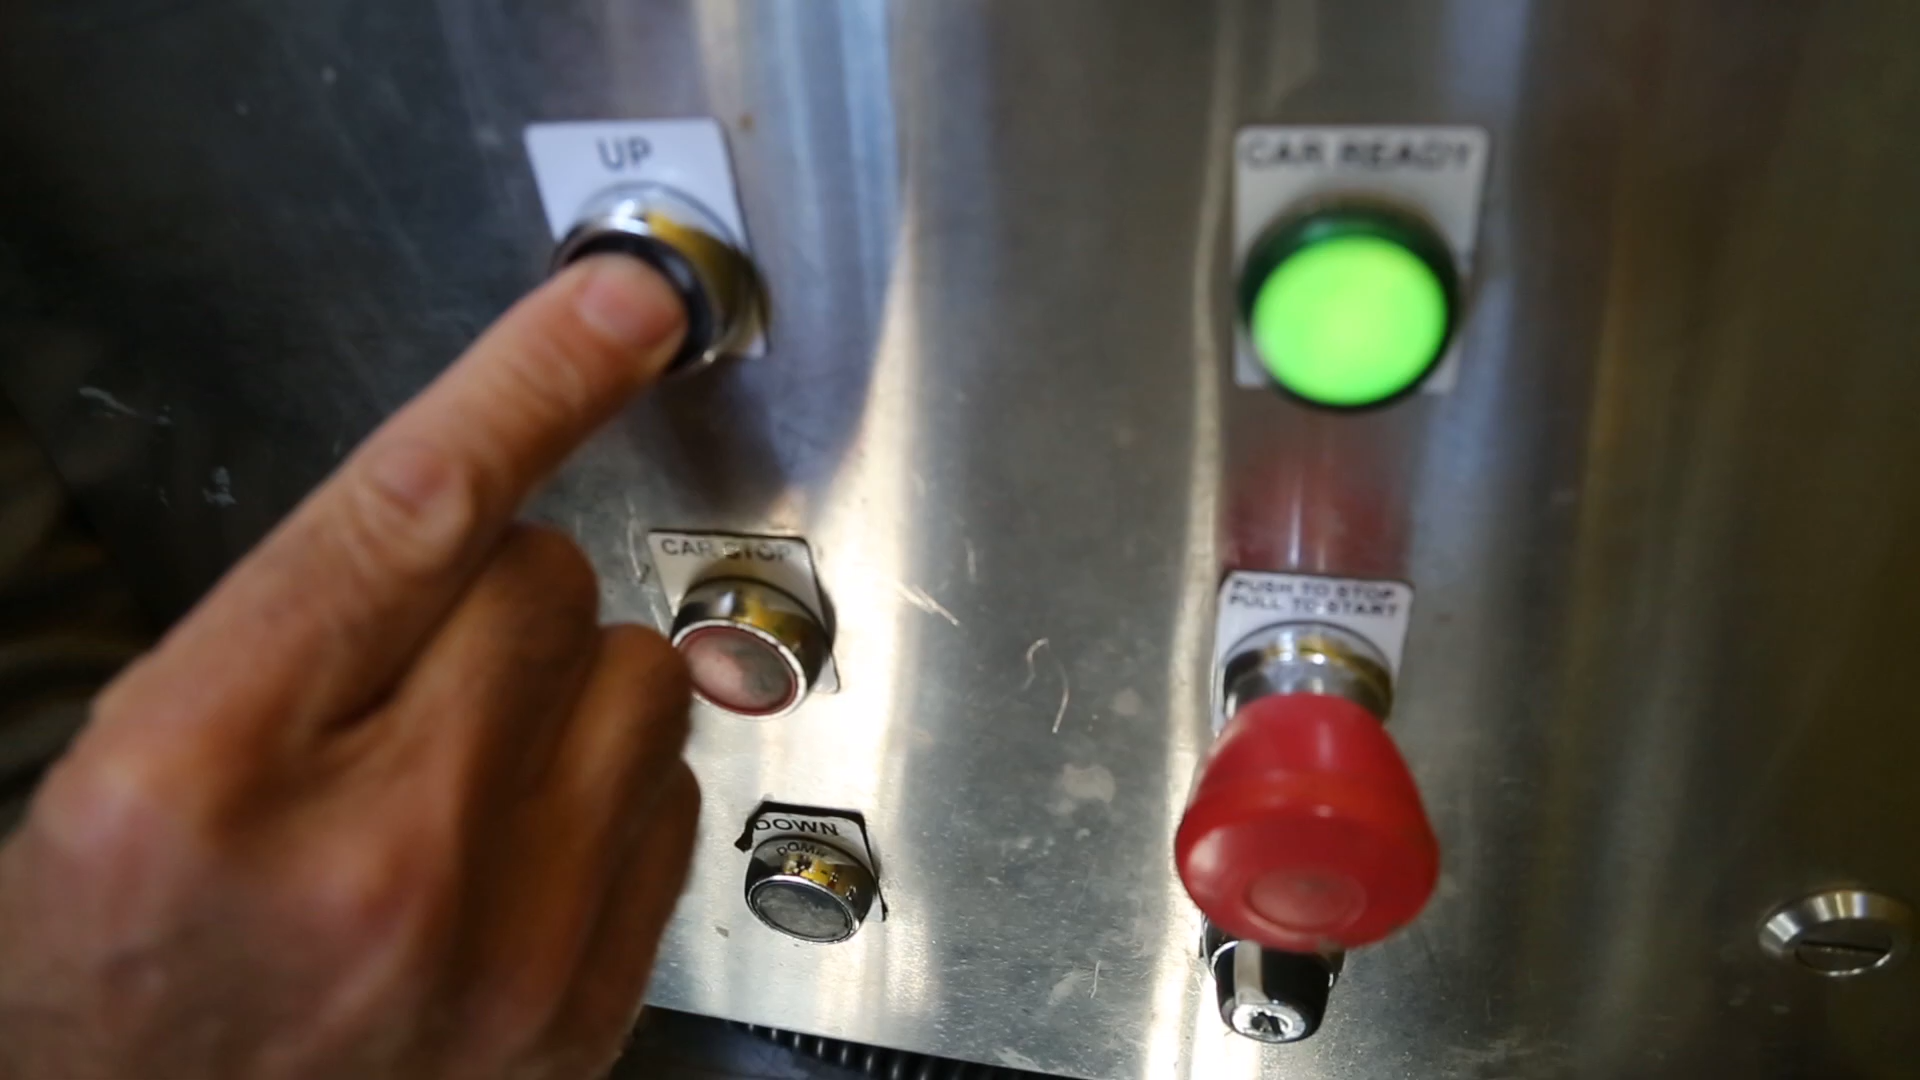 UP
CAR READY
CAR STOP
PUSH TO STOP
PULL TO START
DOWN